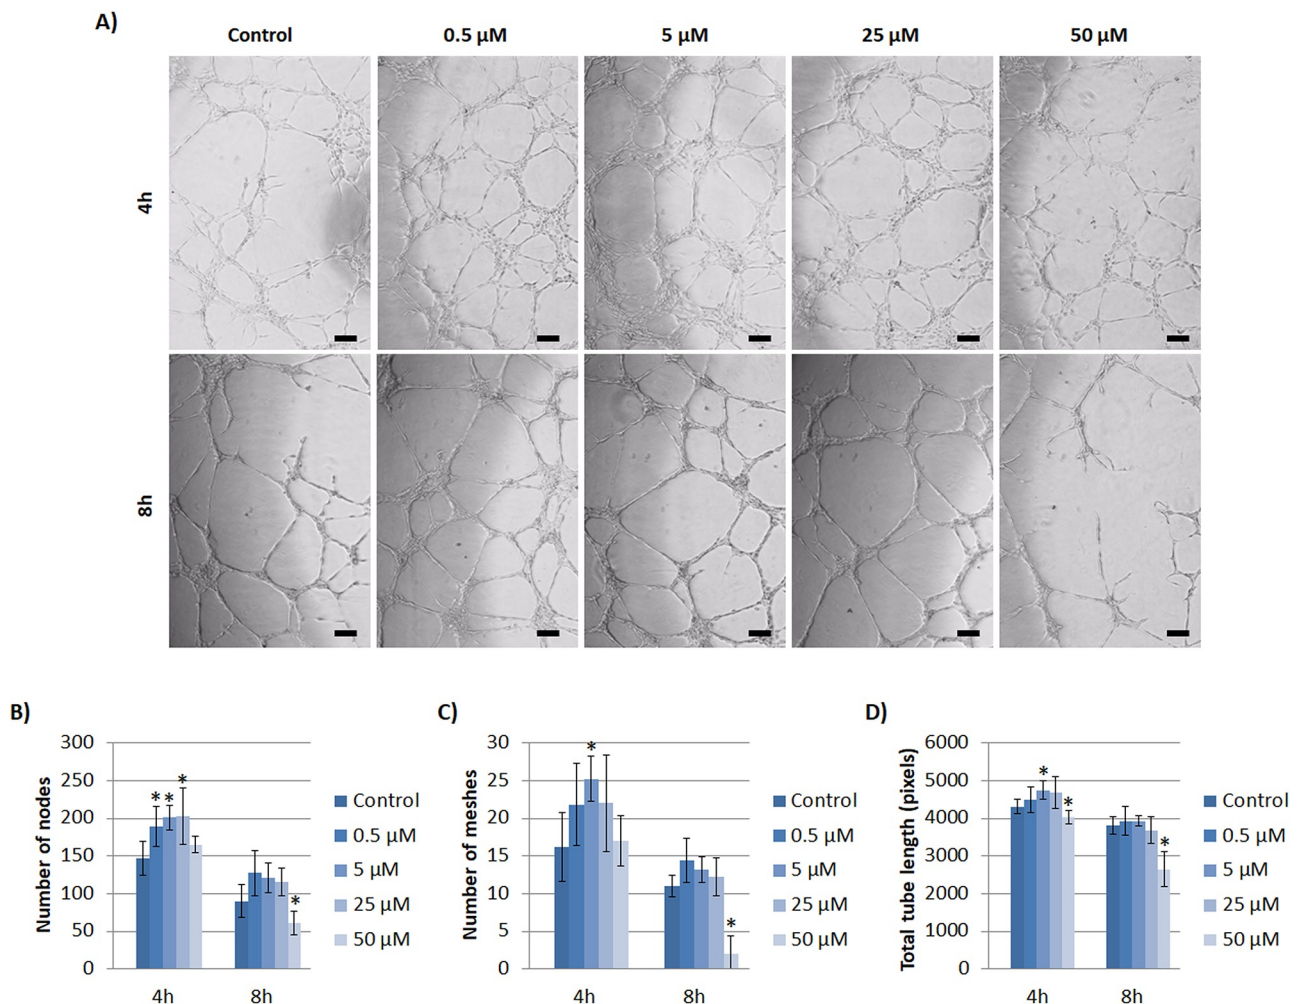 A)
Control 0.5 µM 5 µM 25 µM 50 µM
4h
8h
B)
Number of nodes
300
250
200
150
100
50
0
* * *
*
4h 8h
Control
0.5 µM
5 µM
25 µM
50 µM
C)
Number of meshes
30
25
20
15
10
5
0
*
*
4h 8h
Control
0.5 µM
5 µM
25 µM
50 µM
D)
Total tube length (pixels)
6000
5000
4000
3000
2000
1000
0
* *
*
4h 8h
Control
0.5 µM
5 µM
25 µM
50 µM